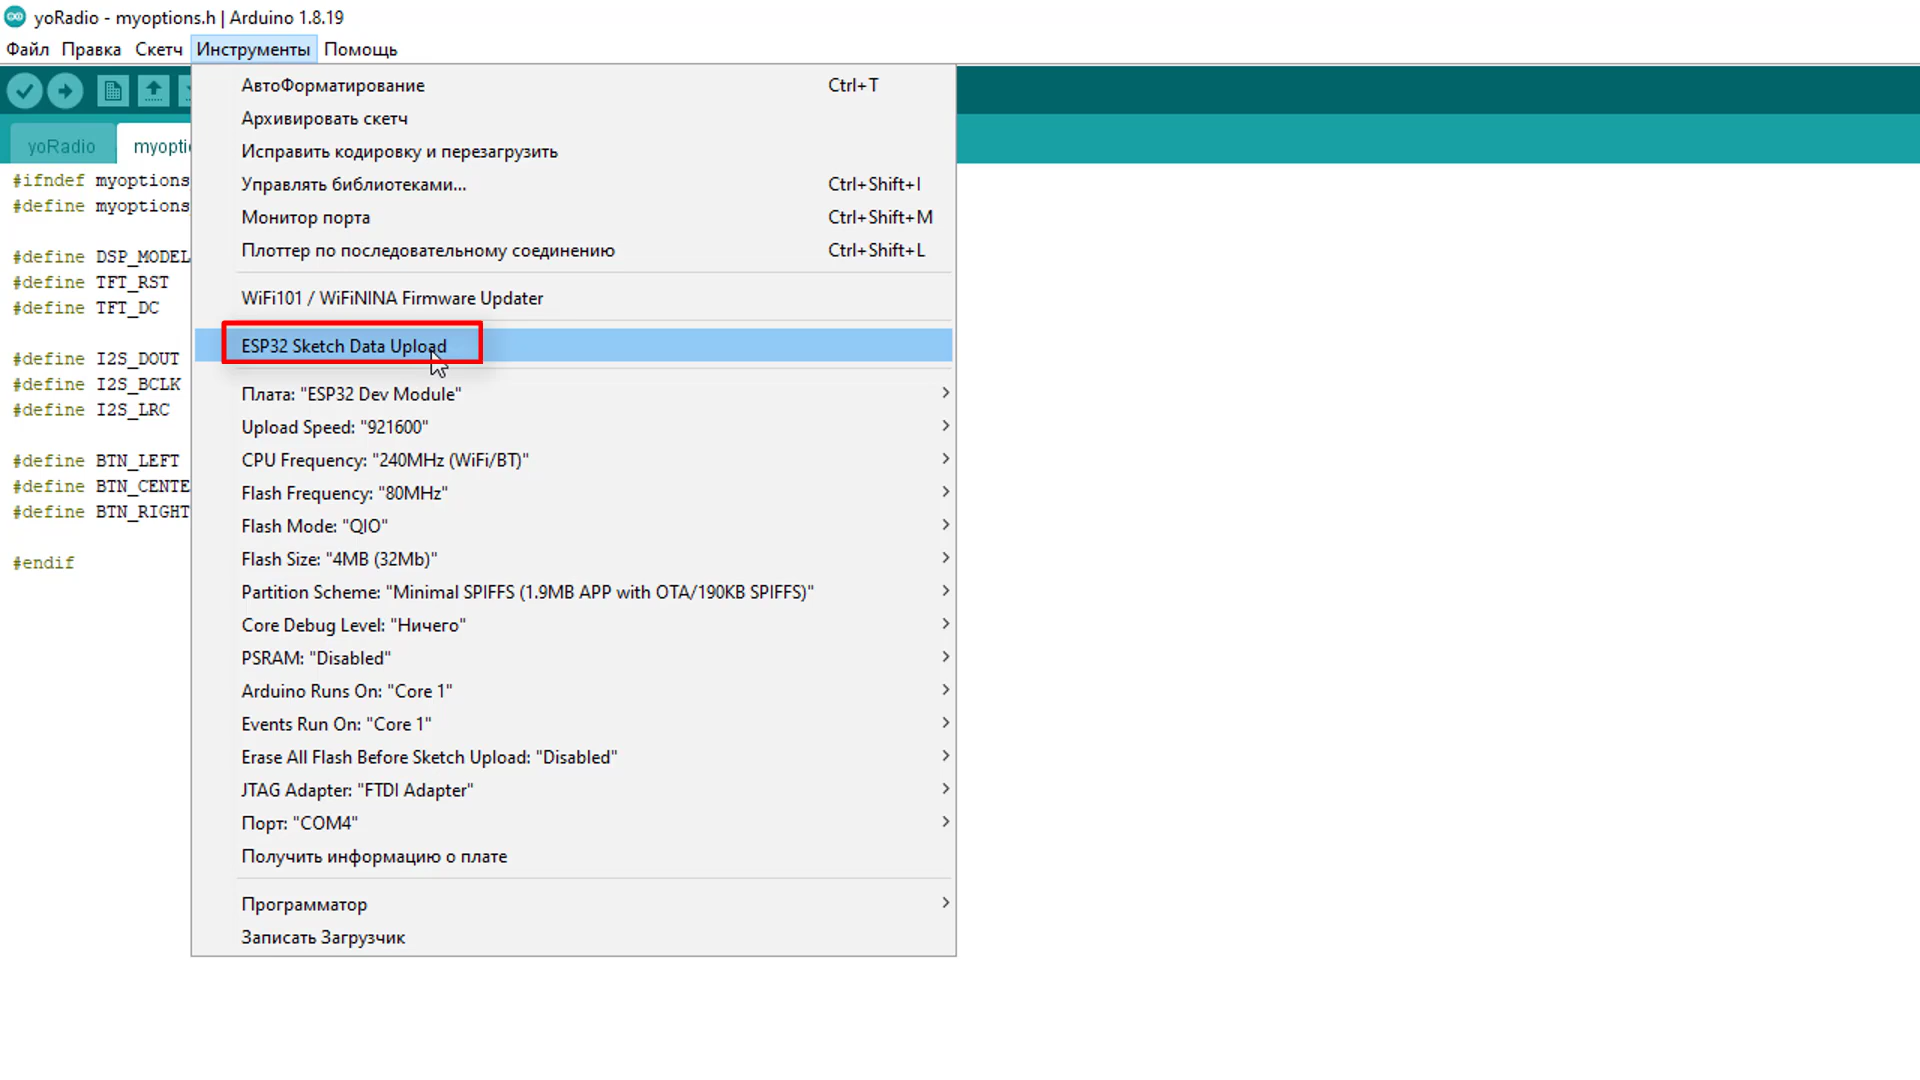 yoRadio - myoptions.h | Arduino 1.8.19
Файл Правка Скетч Инструменты Помощь
yoRadio myopti
#ifndef myoptions
#define myoptions
#define DSP_MODEL
#define TFT_RST
#define TFT_DC
#define I2S_DOUT
#define I2S_BCLK
#define I2S_LRC
#define BTN_LEFT
#define BTN_CENTE
#define BTN_RIGHT
#endif
АвтоФорматирование Ctrl+T
Архивировать скетч
Исправить кодировку и перезагрузить
Управлять библиотеками... Ctrl+Shift+I
Монитор порта Ctrl+Shift+M
Плоттер по последовательному соединению Ctrl+Shift+L
WiFi101 / WiFiNINA Firmware Updater
ESP32 Sketch Data Upload
Плата: "ESP32 Dev Module"
Upload Speed: "921600"
CPU Frequency: "240MHz (WiFi/BT)"
Flash Frequency: "80MHz"
Flash Mode: "QIO"
Flash Size: "4MB (32Mb)"
Partition Scheme: "Minimal SPIFFS (1.9MB APP with OTA/190KB SPIFFS)"
Core Debug Level: "Ничего"
PSRAM: "Disabled"
Arduino Runs On: "Core 1"
Events Run On: "Core 1"
Erase All Flash Before Sketch Upload: "Disabled"
JTAG Adapter: "FTDI Adapter"
Порт: "COM4"
Получить информацию о плате
Программатор
Записать Загрузчик